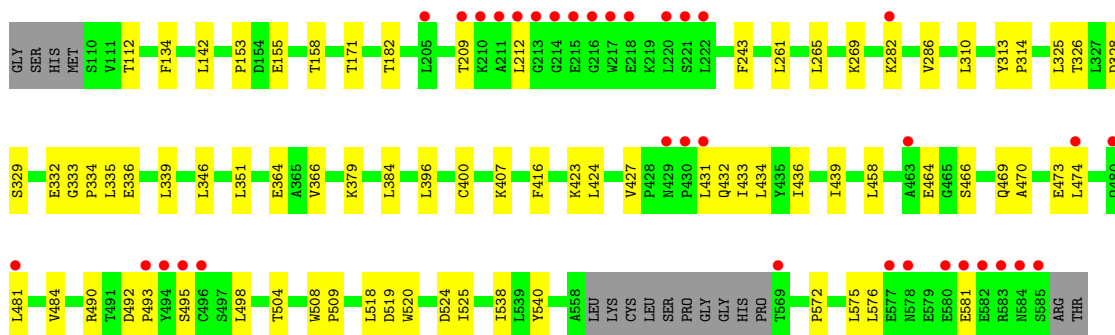 GLY SER HIS MET S110 V111 T112 F134 L142 P153 D154 E155 T158 T171 T182 L205 T209 K210 A211 L212 G213 G214 E215 G216 W217 E218 K219 L220 S221 L222 F243 L261 L265 K269 K282 V286 L310 Y313 P314 L325 T326 L327 D328
S329 E332 G333 P334 L335 E336 L339 L346 L351 E364 A365 V366 K379 L384 L396 C400 K407 F416 K423 L424 V427 P428 N429 P430 L431 Q432 I433 L434 Y435 I436 I439 L458 A463 E464 G465 S466 Q469 A470 E473 L474
L481 V484 R490 T491 D492 P493 Y494 S495 C496 S497 L498 T504 W508 P509 L518 D519 W520 D524 I525 I538 L539 Y540 A558 LEU LYS CYS LEU SER PRO GLY GLY HIS PRO T569 P572 L575 L576 E577 N578 E579 E580 E581 E582 R583 N584 S585 ARG THR